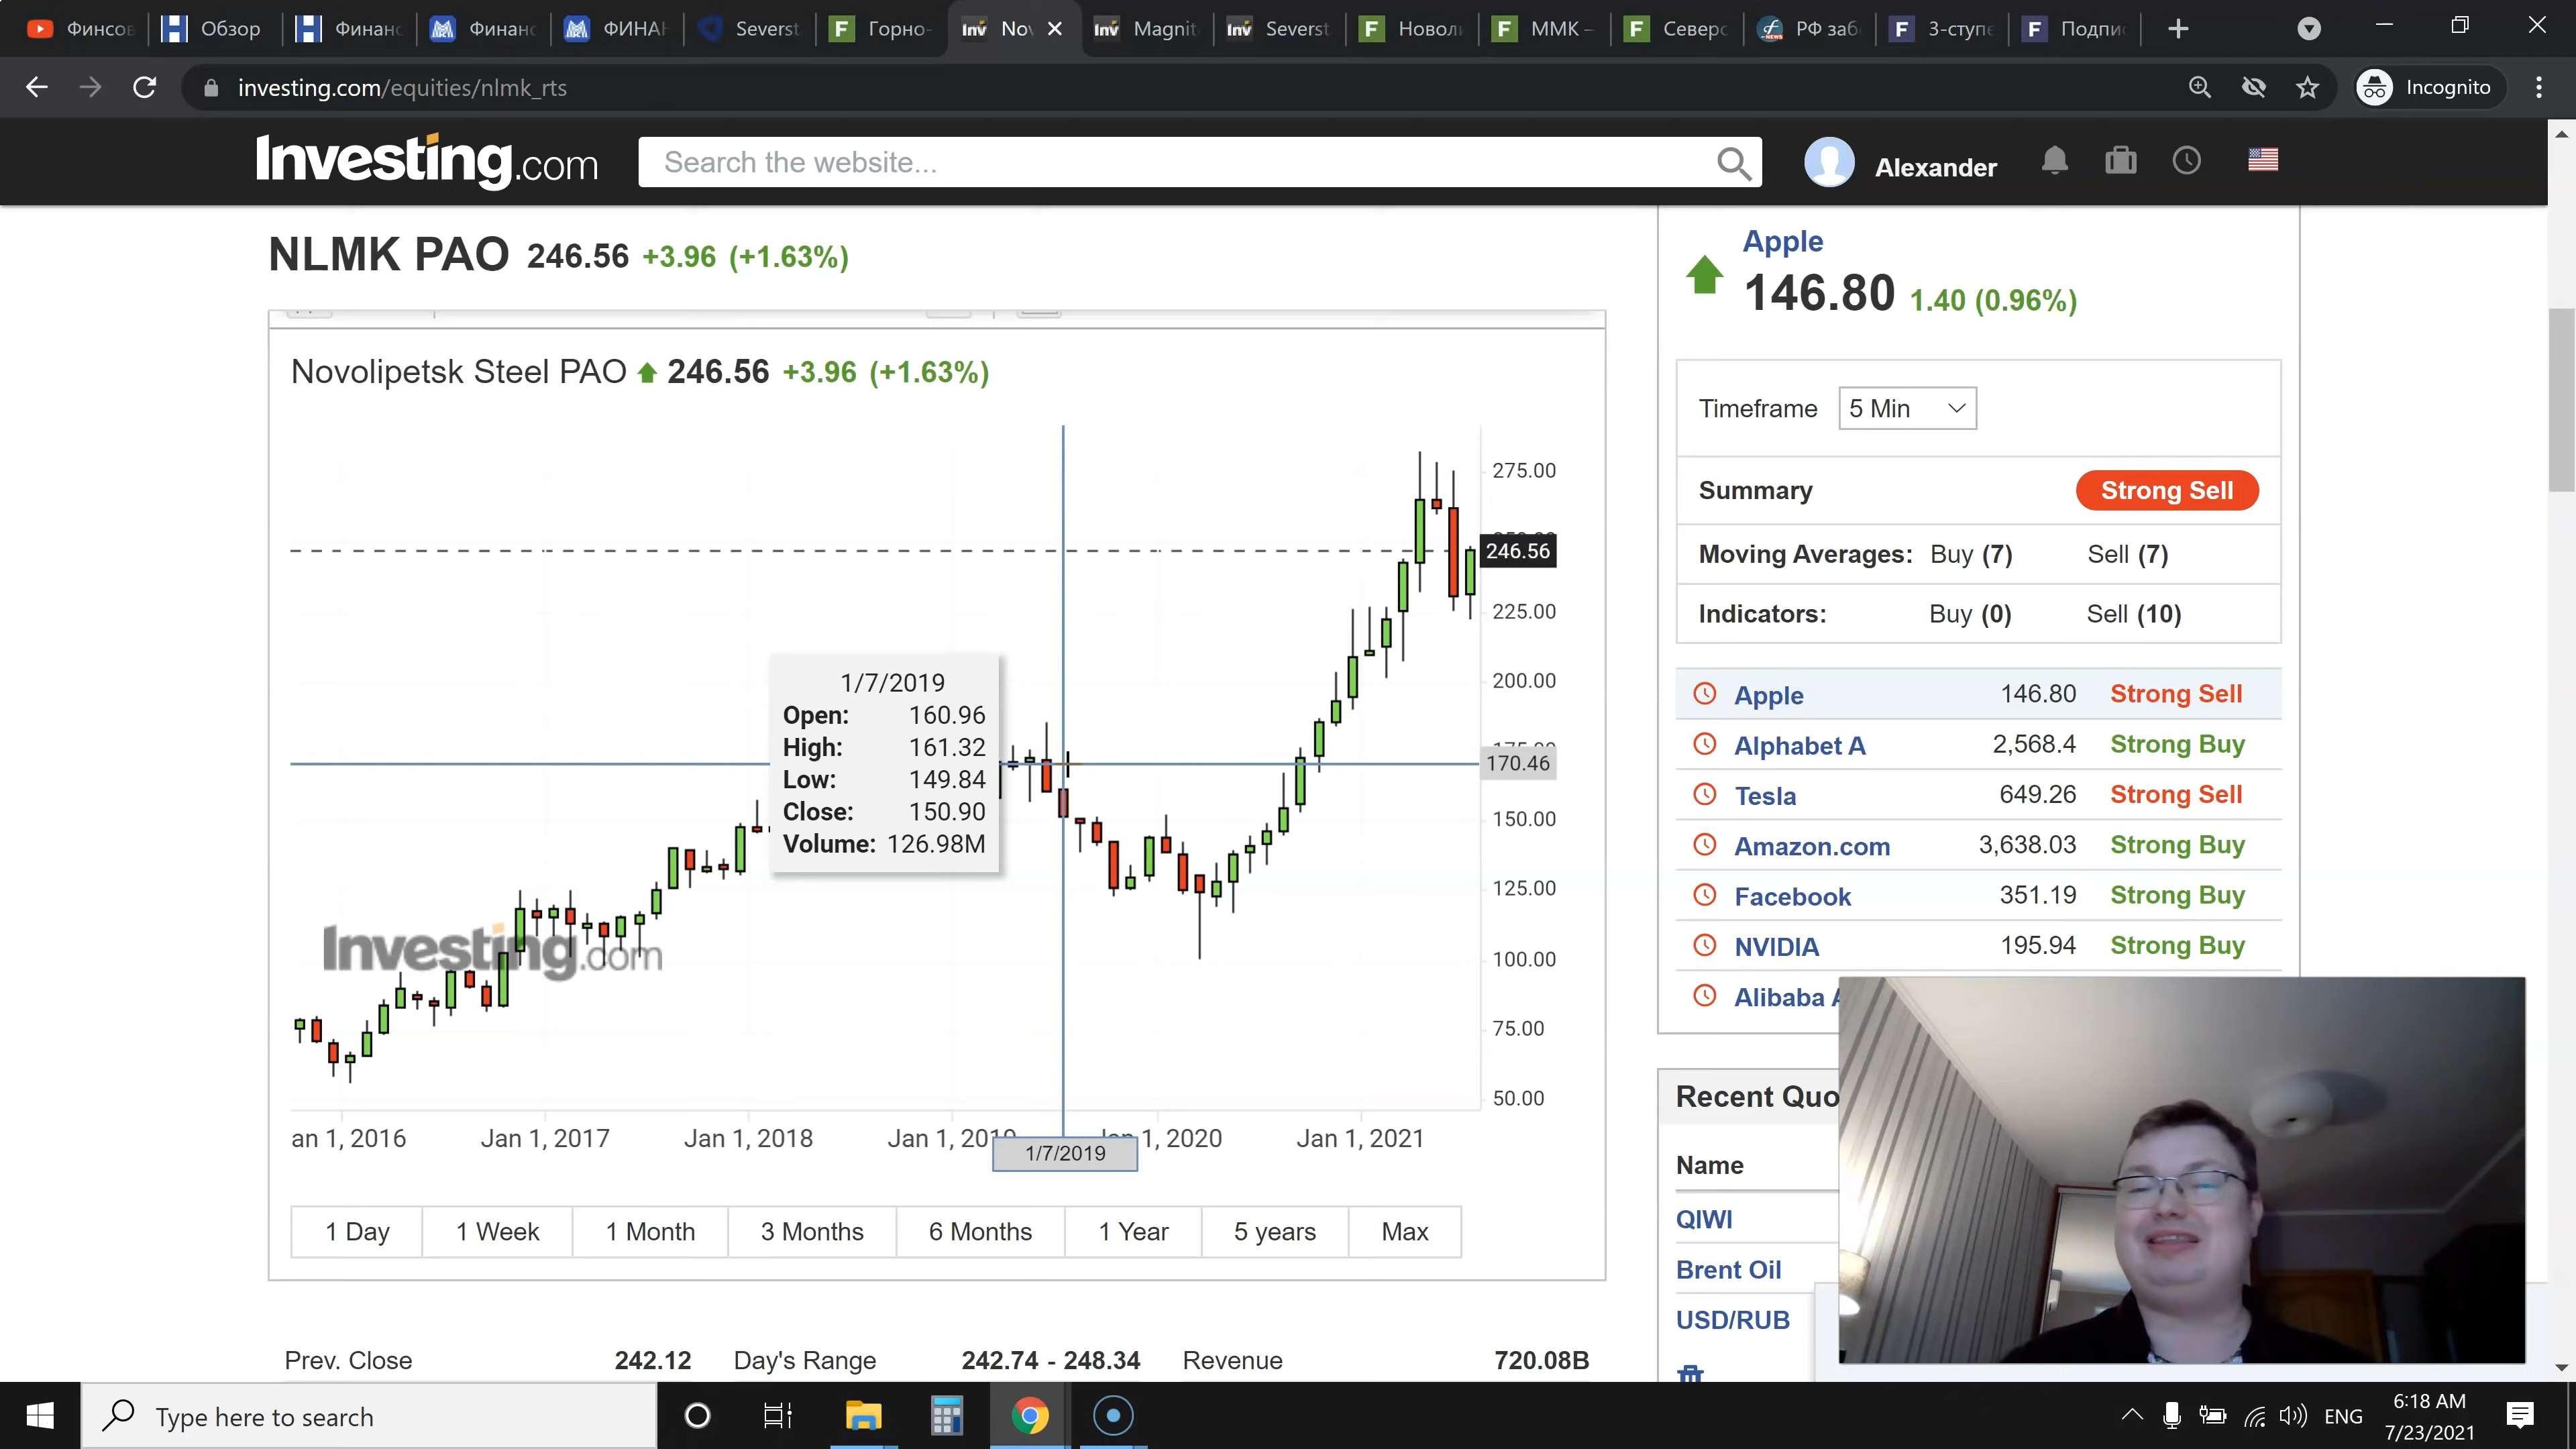 Финсов
Обзор
Финанс
Финанс
ФИНАН
Severst
Горно-
Nov
Magnit
Severst
Новоли
ММК –
Северс
РФ заб
3-ступе
Подпис
investing.com/equities/nlmk_rts
Incognito
Investing.com
Search the website...
Alexander
NLMK PAO 246.56 +3.96 (+1.63%)
Novolipetsk Steel PAO 246.56 +3.96 (+1.63%)
275.00
246.56
225.00
200.00
170.46
150.00
125.00
100.00
75.00
50.00
1/7/2019
Open: 160.96
High: 161.32
Low: 149.84
Close: 150.90
Volume: 126.98M
Investing.com
an 1, 2016
Jan 1, 2017
Jan 1, 2018
Jan 1, 2019
Jan 1, 2020
Jan 1, 2021
1/7/2019
1 Day
1 Week
1 Month
3 Months
6 Months
1 Year
5 years
Max
Prev. Close 242.12
Day's Range 242.74 - 248.34
Revenue 720.08B
Apple
146.80 1.40 (0.96%)
Timeframe 5 Min
Summary Strong Sell
Moving Averages: Buy (7) Sell (7)
Indicators: Buy (0) Sell (10)
Apple 146.80 Strong Sell
Alphabet A 2,568.4 Strong Buy
Tesla 649.26 Strong Sell
Amazon.com 3,638.03 Strong Buy
Facebook 351.19 Strong Buy
NVIDIA 195.94 Strong Buy
Alibaba A
Recent Quo
Name
QIWI
Brent Oil
USD/RUB
Type here to search
ENG
6:18 AM
7/23/2021